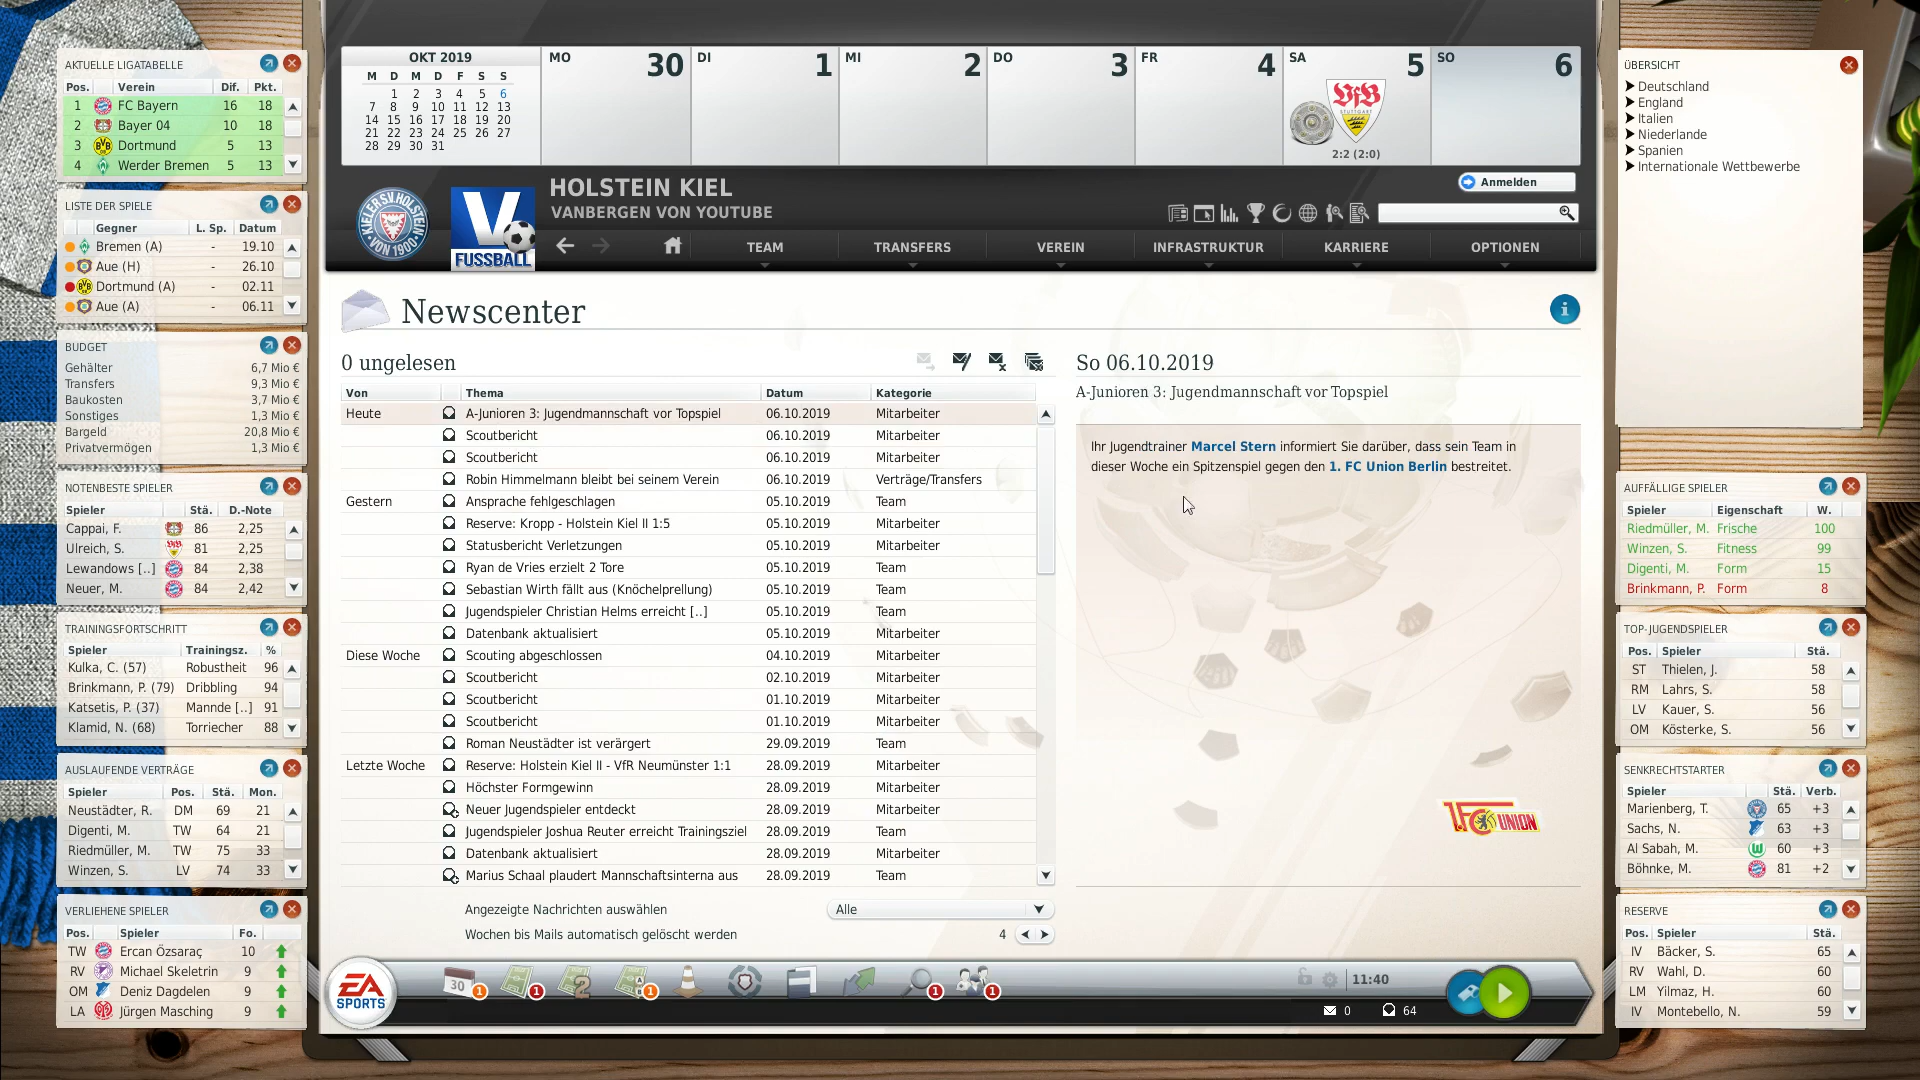 AKTUELLE LIGATABELLE
Pos. Verein Dif. Pkt.
1 FC Bayern 16 18
2 Bayer 04 10 18
3 Dortmund 5 13
4 Werder Bremen 5 13
LISTE DER SPIELE
Gegner L. Sp. Datum
Bremen (A) - 19.10
Aue (H) - 26.10
Dortmund (A) - 02.11
Aue (A) - 06.11
BUDGET
Gehälter 6,7 Mio €
Transfers 9,3 Mio €
Baukosten 3,7 Mio €
Sonstiges 1,3 Mio €
Bargeld 20,8 Mio €
Privatvermögen 1,3 Mio €
NOTENBESTE SPIELER
Spieler Stä. D.-Note
Cappai, F. 86 2,25
Ulreich, S. 81 2,25
Lewandows [..] 84 2,38
Neuer, M. 84 2,42
TRAININGSFORTSCHRITT
Spieler Trainingsz. %
Kulka, C. (57) Robustheit 96
Brinkmann, P. (79) Dribbling 94
Katsetis, P. (37) Mannde [..] 91
Klamid, N. (68) Torriecher 88
AUSLAUFENDE VERTRÄGE
Spieler Pos. Stä. Mon.
Neustädter, R. DM 69 21
Digenti, M. TW 64 21
Riedmüller, M. TW 75 33
Winzen, S. LV 74 33
VERLIEHENE SPIELER
Pos. Spieler Fo.
TW Ercan Özsaraç 10
RV Michael Skeletrin 9
OM Deniz Dagdelen 9
LA Jürgen Masching 9
OKT 2019
M D M D F S S
1 2 3 4 5 6
7 8 9 10 11 12 13
14 15 16 17 18 19 20
21 22 23 24 25 26 27
28 29 30 31
MO 30
DI 1
MI 2
DO 3
FR 4
SA 5
VfB
STUTTGART
2:2 (2:0)
SO 6
KIELER S.V. HOLSTEIN
VON 1900
V
FUSSBALL
HOLSTEIN KIEL
VANBERGEN VON YOUTUBE
Anmelden
TEAM TRANSFERS VEREIN INFRASTRUKTUR KARRIERE OPTIONEN
Newscenter
0 ungelesen
Von Thema Datum Kategorie
Heute A-Junioren 3: Jugendmannschaft vor Topspiel 06.10.2019 Mitarbeiter
Scoutbericht 06.10.2019 Mitarbeiter
Scoutbericht 06.10.2019 Mitarbeiter
Robin Himmelmann bleibt bei seinem Verein 06.10.2019 Verträge/Transfers
Gestern Ansprache fehlgeschlagen 05.10.2019 Team
Reserve: Kropp - Holstein Kiel II 1:5 05.10.2019 Mitarbeiter
Statusbericht Verletzungen 05.10.2019 Mitarbeiter
Ryan de Vries erzielt 2 Tore 05.10.2019 Team
Sebastian Wirth fällt aus (Knöchelprellung) 05.10.2019 Team
Jugendspieler Christian Helms erreicht [..] 05.10.2019 Team
Datenbank aktualisiert 05.10.2019 Mitarbeiter
Diese Woche Scouting abgeschlossen 04.10.2019 Mitarbeiter
Scoutbericht 02.10.2019 Mitarbeiter
Scoutbericht 01.10.2019 Mitarbeiter
Scoutbericht 01.10.2019 Mitarbeiter
Roman Neustädter ist verärgert 29.09.2019 Team
Letzte Woche Reserve: Holstein Kiel II - VfR Neumünster 1:1 28.09.2019 Mitarbeiter
Höchster Formgewinn 28.09.2019 Mitarbeiter
Neuer Jugendspieler entdeckt 28.09.2019 Mitarbeiter
Jugendspieler Joshua Reuter erreicht Trainingsziel 28.09.2019 Team
Datenbank aktualisiert 28.09.2019 Mitarbeiter
Marius Schaal plaudert Mannschaftsinterna aus 28.09.2019 Team
Angezeigte Nachrichten auswählen Alle
Wochen bis Mails automatisch gelöscht werden 4
So 06.10.2019
A-Junioren 3: Jugendmannschaft vor Topspiel
Ihr Jugendtrainer Marcel Stern informiert Sie darüber, dass sein Team in
dieser Woche ein Spitzenspiel gegen den 1. FC Union Berlin bestreitet.
1.FC UNION
EA
SPORTS
30 1 1 2 1 1 1
11:40
0 64
ÜBERSICHT
Deutschland
England
Italien
Niederlande
Spanien
Internationale Wettbewerbe
AUFFÄLLIGE SPIELER
Spieler Eigenschaft W.
Riedmüller, M. Frische 100
Winzen, S. Fitness 99
Digenti, M. Form 15
Brinkmann, P. Form 8
TOP-JUGENDSPIELER
Pos. Spieler Stä.
ST Thielen, J. 58
RM Lahrs, S. 58
LV Kauer, S. 56
OM Kösterke, S. 56
SENKRECHTSTARTER
Spieler Stä. Verb.
Marienberg, T. 65 +3
Sachs, N. 63 +3
Al Sabah, M. 60 +3
Böhnke, M. 81 +2
RESERVE
Pos. Spieler Stä.
IV Bäcker, S. 65
RV Wahl, D. 60
LM Yilmaz, H. 60
IV Montebello, N. 59